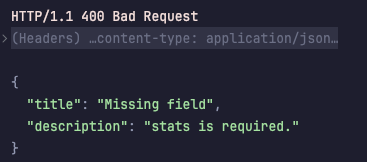 HTTP/1.1 400 Bad Request
(Headers) …content-type: application/json…
{
"title": "Missing field",
"description": "stats is required."
}